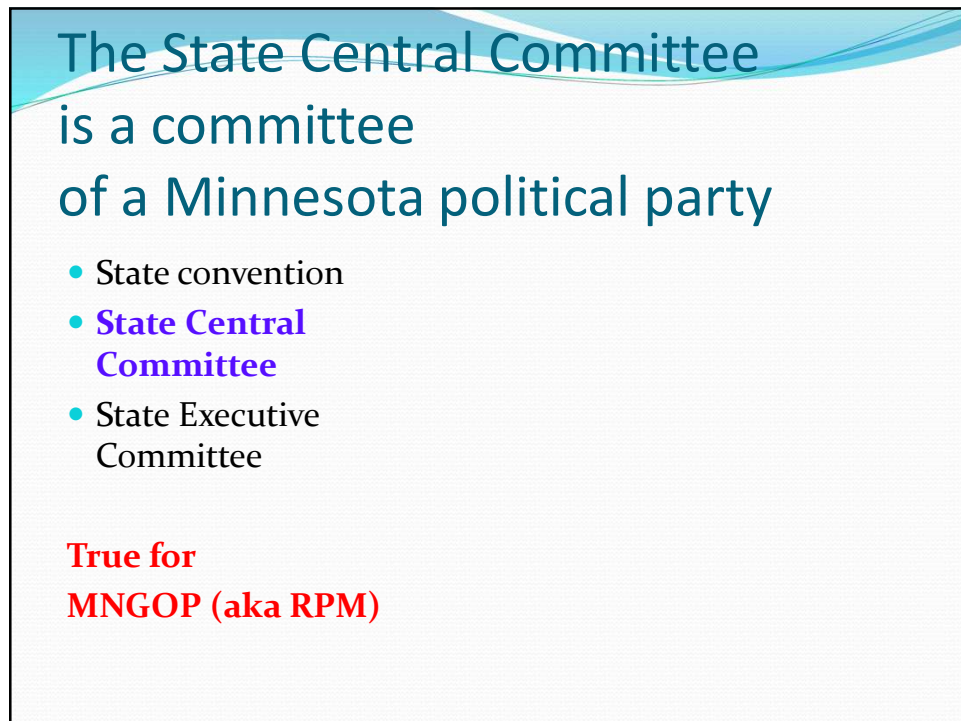 The State Central Committee
is a committee
of a Minnesota political party
State convention
State Central
Committee
State Executive
Committee
True for
MNGOP (aka RPM)